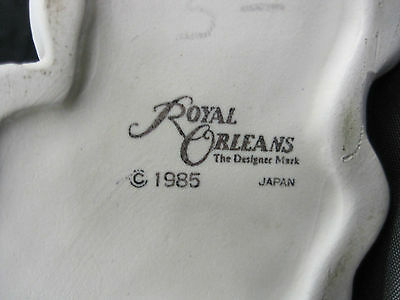 ROYAL
ORLEANS
The Designer Mark
© 1985 JAPAN